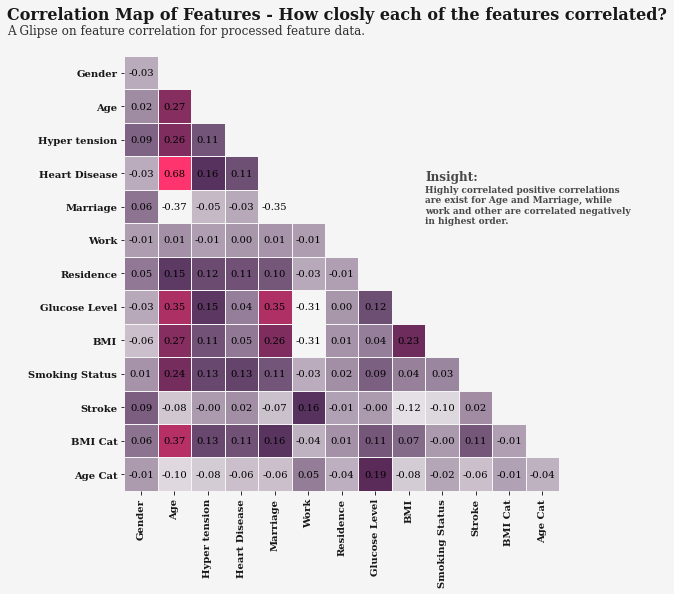 Correlation Map of Features - How closly each of the features correlated?
A Glipse on feature correlation for processed feature data.
Gender -0.03
Age 0.02 0.27
Hyper tension 0.09 0.26 0.11
Heart Disease -0.03 0.68 0.16 0.11
Insight:
Highly correlated positive correlations
are exist for Age and Marriage, while
work and other are correlated negatively
in highest order.
Marriage 0.06 -0.37 -0.05 -0.03 -0.35
Work -0.01 0.01 -0.01 0.00 0.01 -0.01
Residence 0.05 0.15 0.12 0.11 0.10 -0.03 -0.01
Glucose Level -0.03 0.35 0.15 0.04 0.35 -0.31 0.00 0.12
BMI -0.06 0.27 0.11 0.05 0.26 -0.31 0.01 0.04 0.23
Smoking Status 0.01 0.24 0.13 0.13 0.11 -0.03 0.02 0.09 0.04 0.03
Stroke 0.09 -0.08 -0.00 0.02 -0.07 0.16 -0.01 -0.00 -0.12 -0.10 0.02
BMI Cat 0.06 0.37 0.13 0.11 0.16 -0.04 0.01 0.11 0.07 -0.00 0.11 -0.01
Age Cat -0.01 -0.10 -0.08 -0.06 -0.06 0.05 -0.04 0.19 -0.08 -0.02 -0.06 -0.01 -0.04
Gender
Age
Hyper tension
Heart Disease
Marriage
Work
Residence
Glucose Level
BMI
Smoking Status
Stroke
BMI Cat
Age Cat